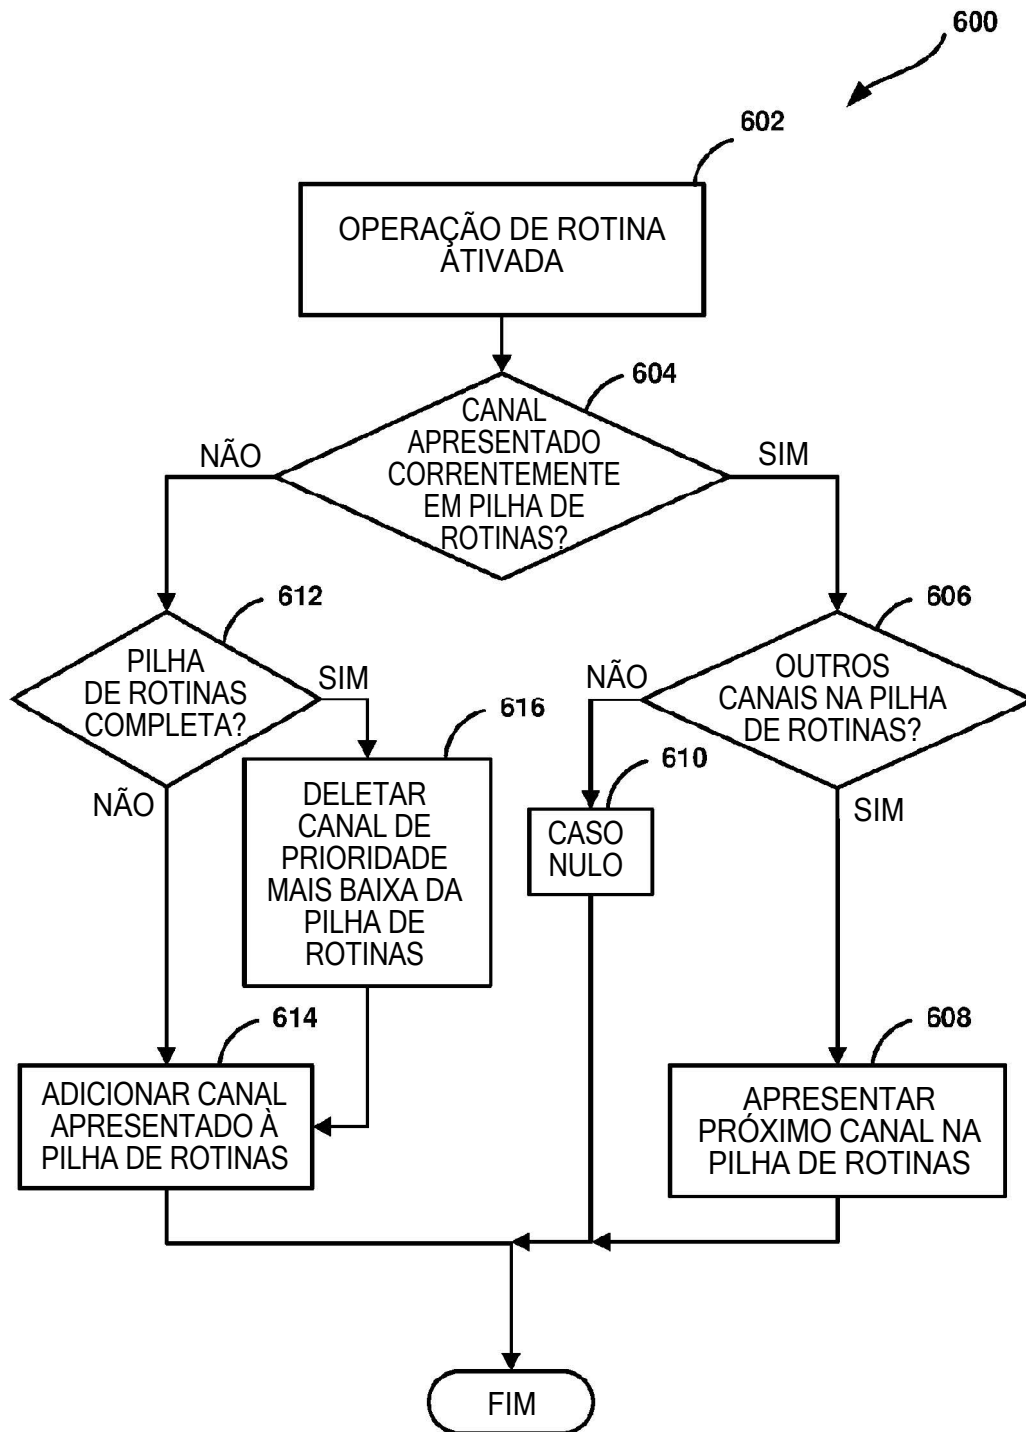 600
602
OPERAÇÃO DE ROTINA
ATIVADA
604
CANAL
APRESENTADO
CORRENTEMENTE
EM PILHA DE
ROTINAS?
NÃO
SIM
612
PILHA
DE ROTINAS
COMPLETA?
SIM
NÃO
606
OUTROS
CANAIS NA PILHA
DE ROTINAS?
NÃO
SIM
616
DELETAR
CANAL DE
PRIORIDADE
MAIS BAIXA DA
PILHA DE
ROTINAS
610
CASO
NULO
614
ADICIONAR CANAL
APRESENTADO À
PILHA DE ROTINAS
608
APRESENTAR
PRÓXIMO CANAL NA
PILHA DE ROTINAS
FIM